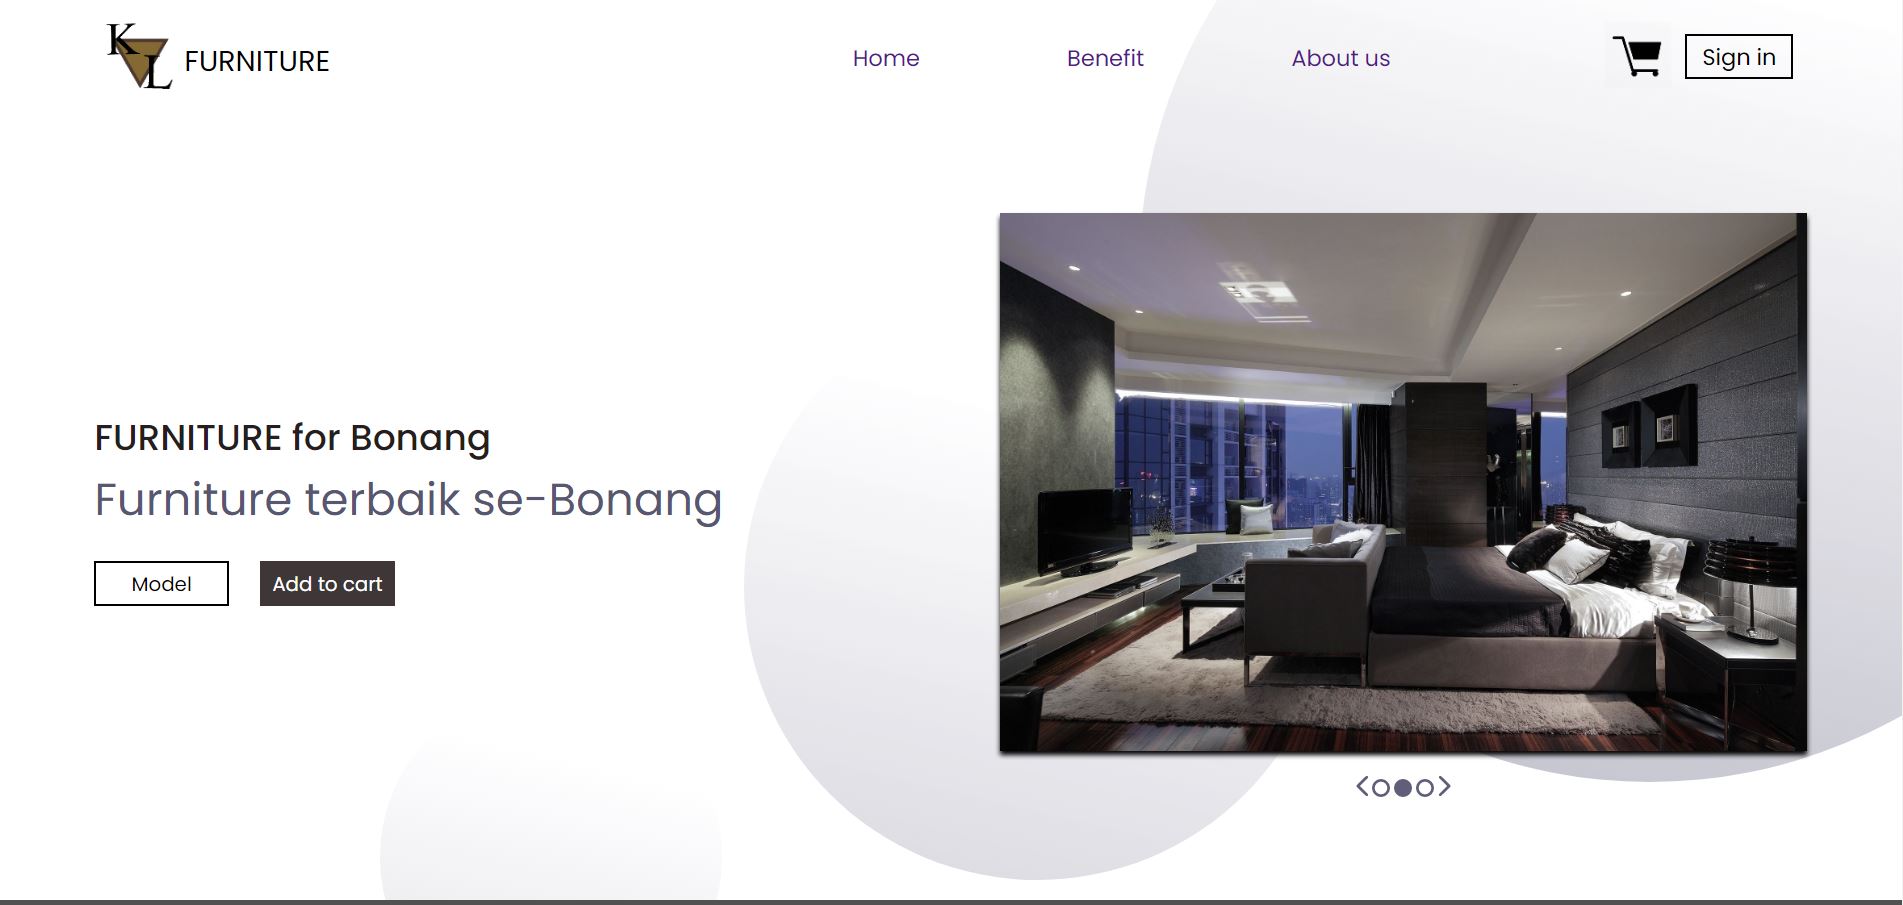 KL
FURNITURE
Home
Benefit
About us
Sign in
FURNITURE for Bonang
Furniture terbaik se-Bonang
Model
Add to cart